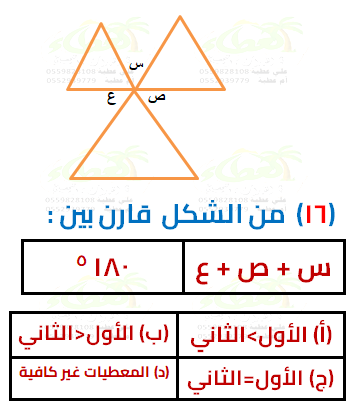 س
ع ص
(١٦) من الشكل قارن بين :
س + ص + ع ١٨٠ °
(أ) الأول>الثاني (ب) الأول<الثاني
(ج) الأول=الثاني (د) المعطيات غير كافية